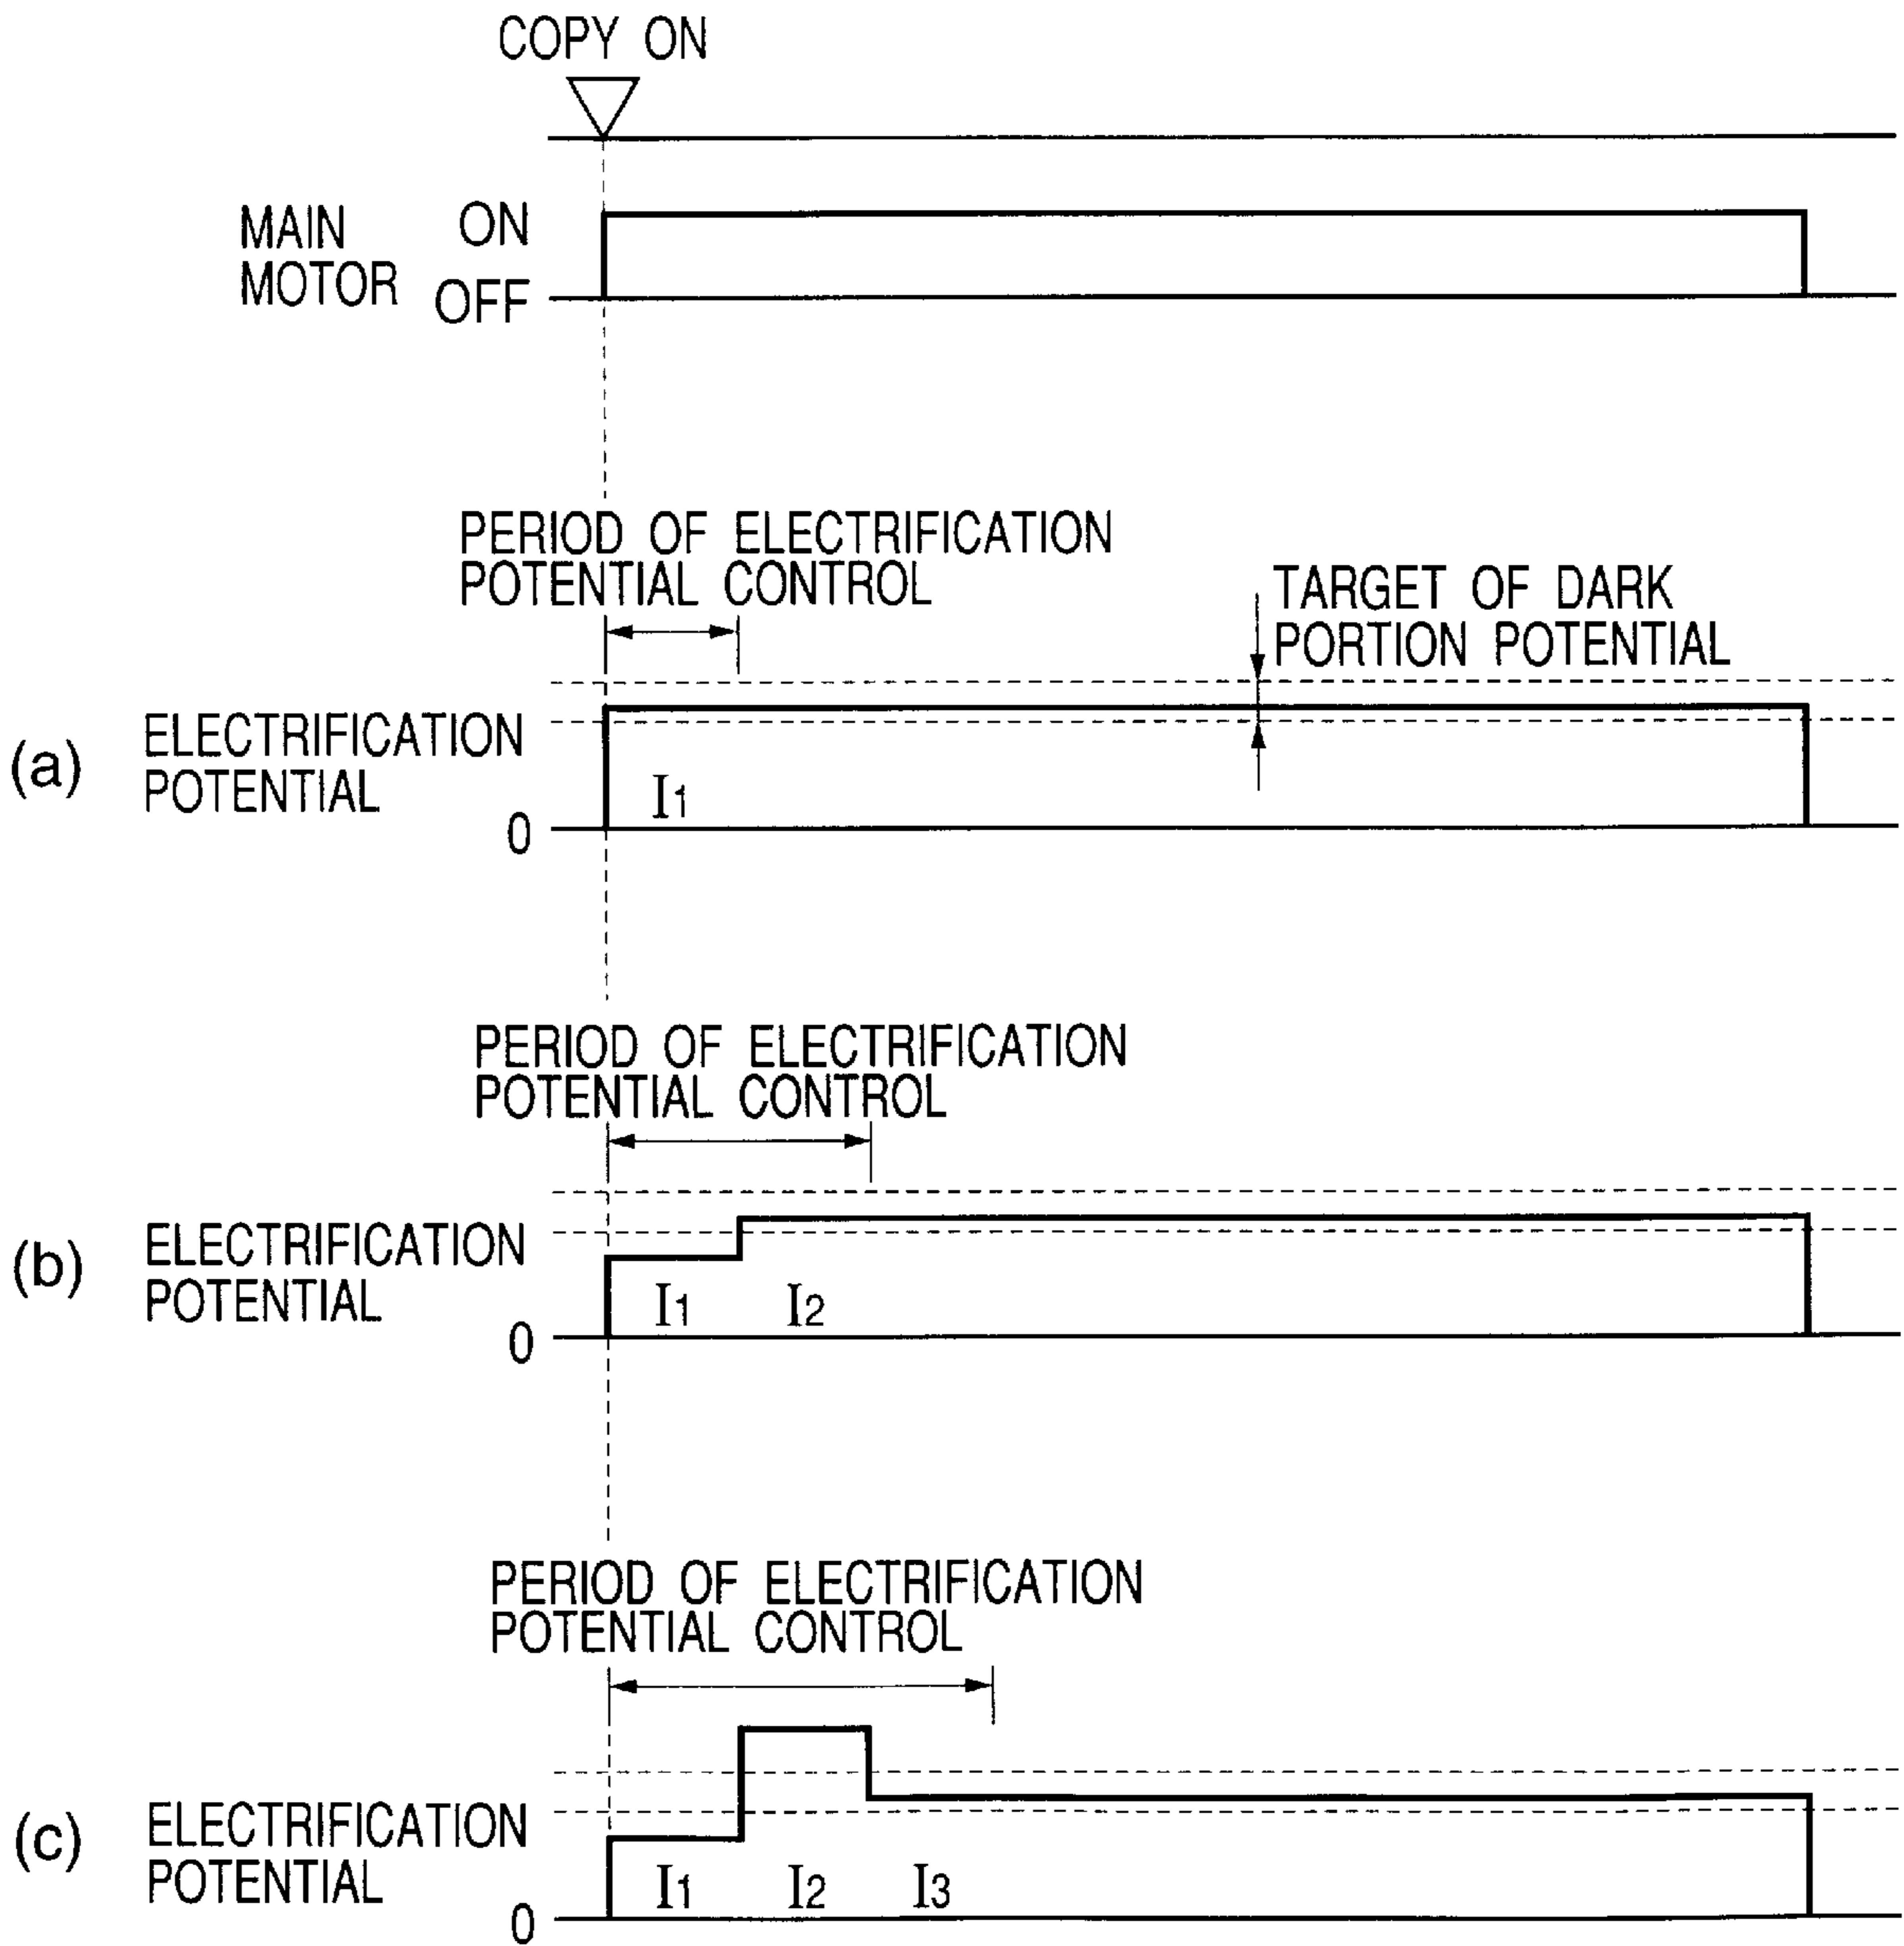 COPY ON
MAIN
MOTOR
ON
OFF
PERIOD OF ELECTRIFICATION
POTENTIAL CONTROL
TARGET OF DARK
PORTION POTENTIAL
(a)
ELECTRIFICATION
POTENTIAL
I1
0
PERIOD OF ELECTRIFICATION
POTENTIAL CONTROL
(b)
ELECTRIFICATION
POTENTIAL
I1 I2
0
PERIOD OF ELECTRIFICATION
POTENTIAL CONTROL
(c)
ELECTRIFICATION
POTENTIAL
I1 I2 I3
0